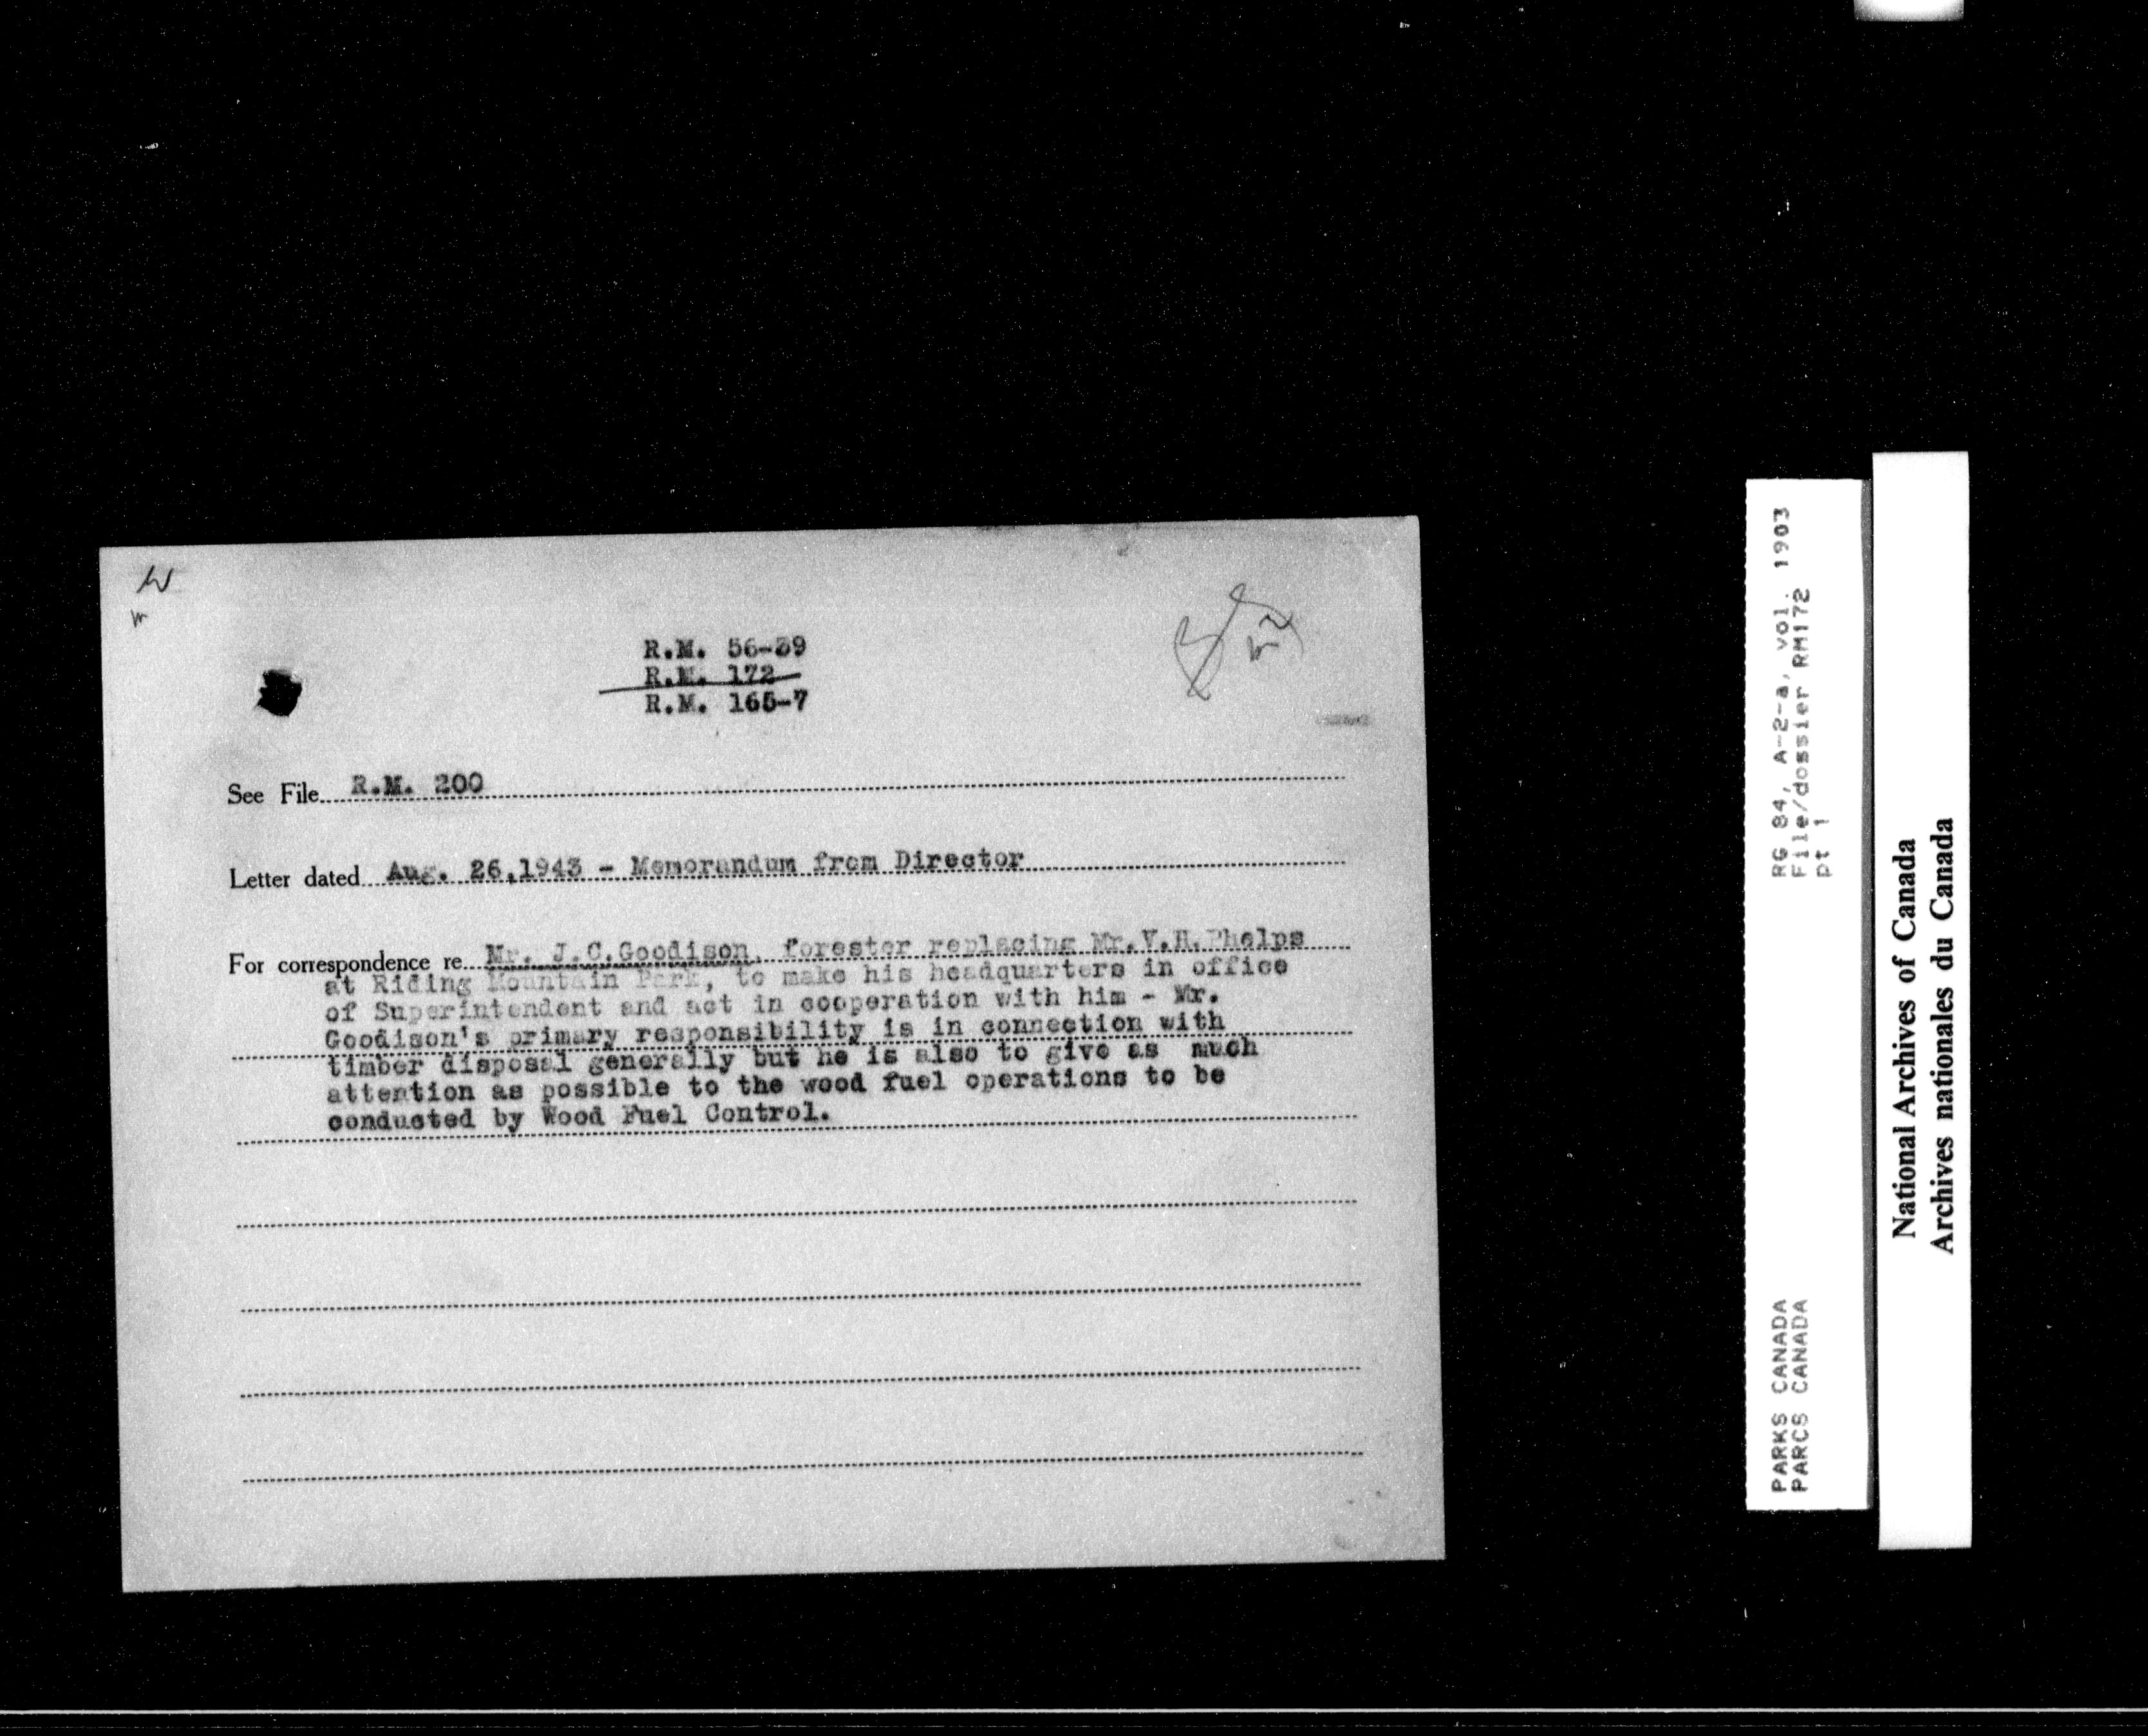 R.M. 56-39
R.M. 172
R.M. 165-7
See File R.M. 200
Letter dated Aug. 26,1943 - Memorandum from Director
For correspondence re Mr. J.C.Goodison, forester replacing Mr.V.H.Phelps
at Riding Mountain Park, to make his headquarters in office
of Superintendent and act in cooperation with him - Mr.
Goodison's primary responsibility is in connection with
timber disposal generally but he is also to give as much
attention as possible to the wood fuel operations to be
conducted by Wood Fuel Control.
RG 84, A-2-a, vol. 1903
File/dossier RM172
pt 1
PARKS CANADA
PARCS CANADA
National Archives of Canada
Archives nationales du Canada